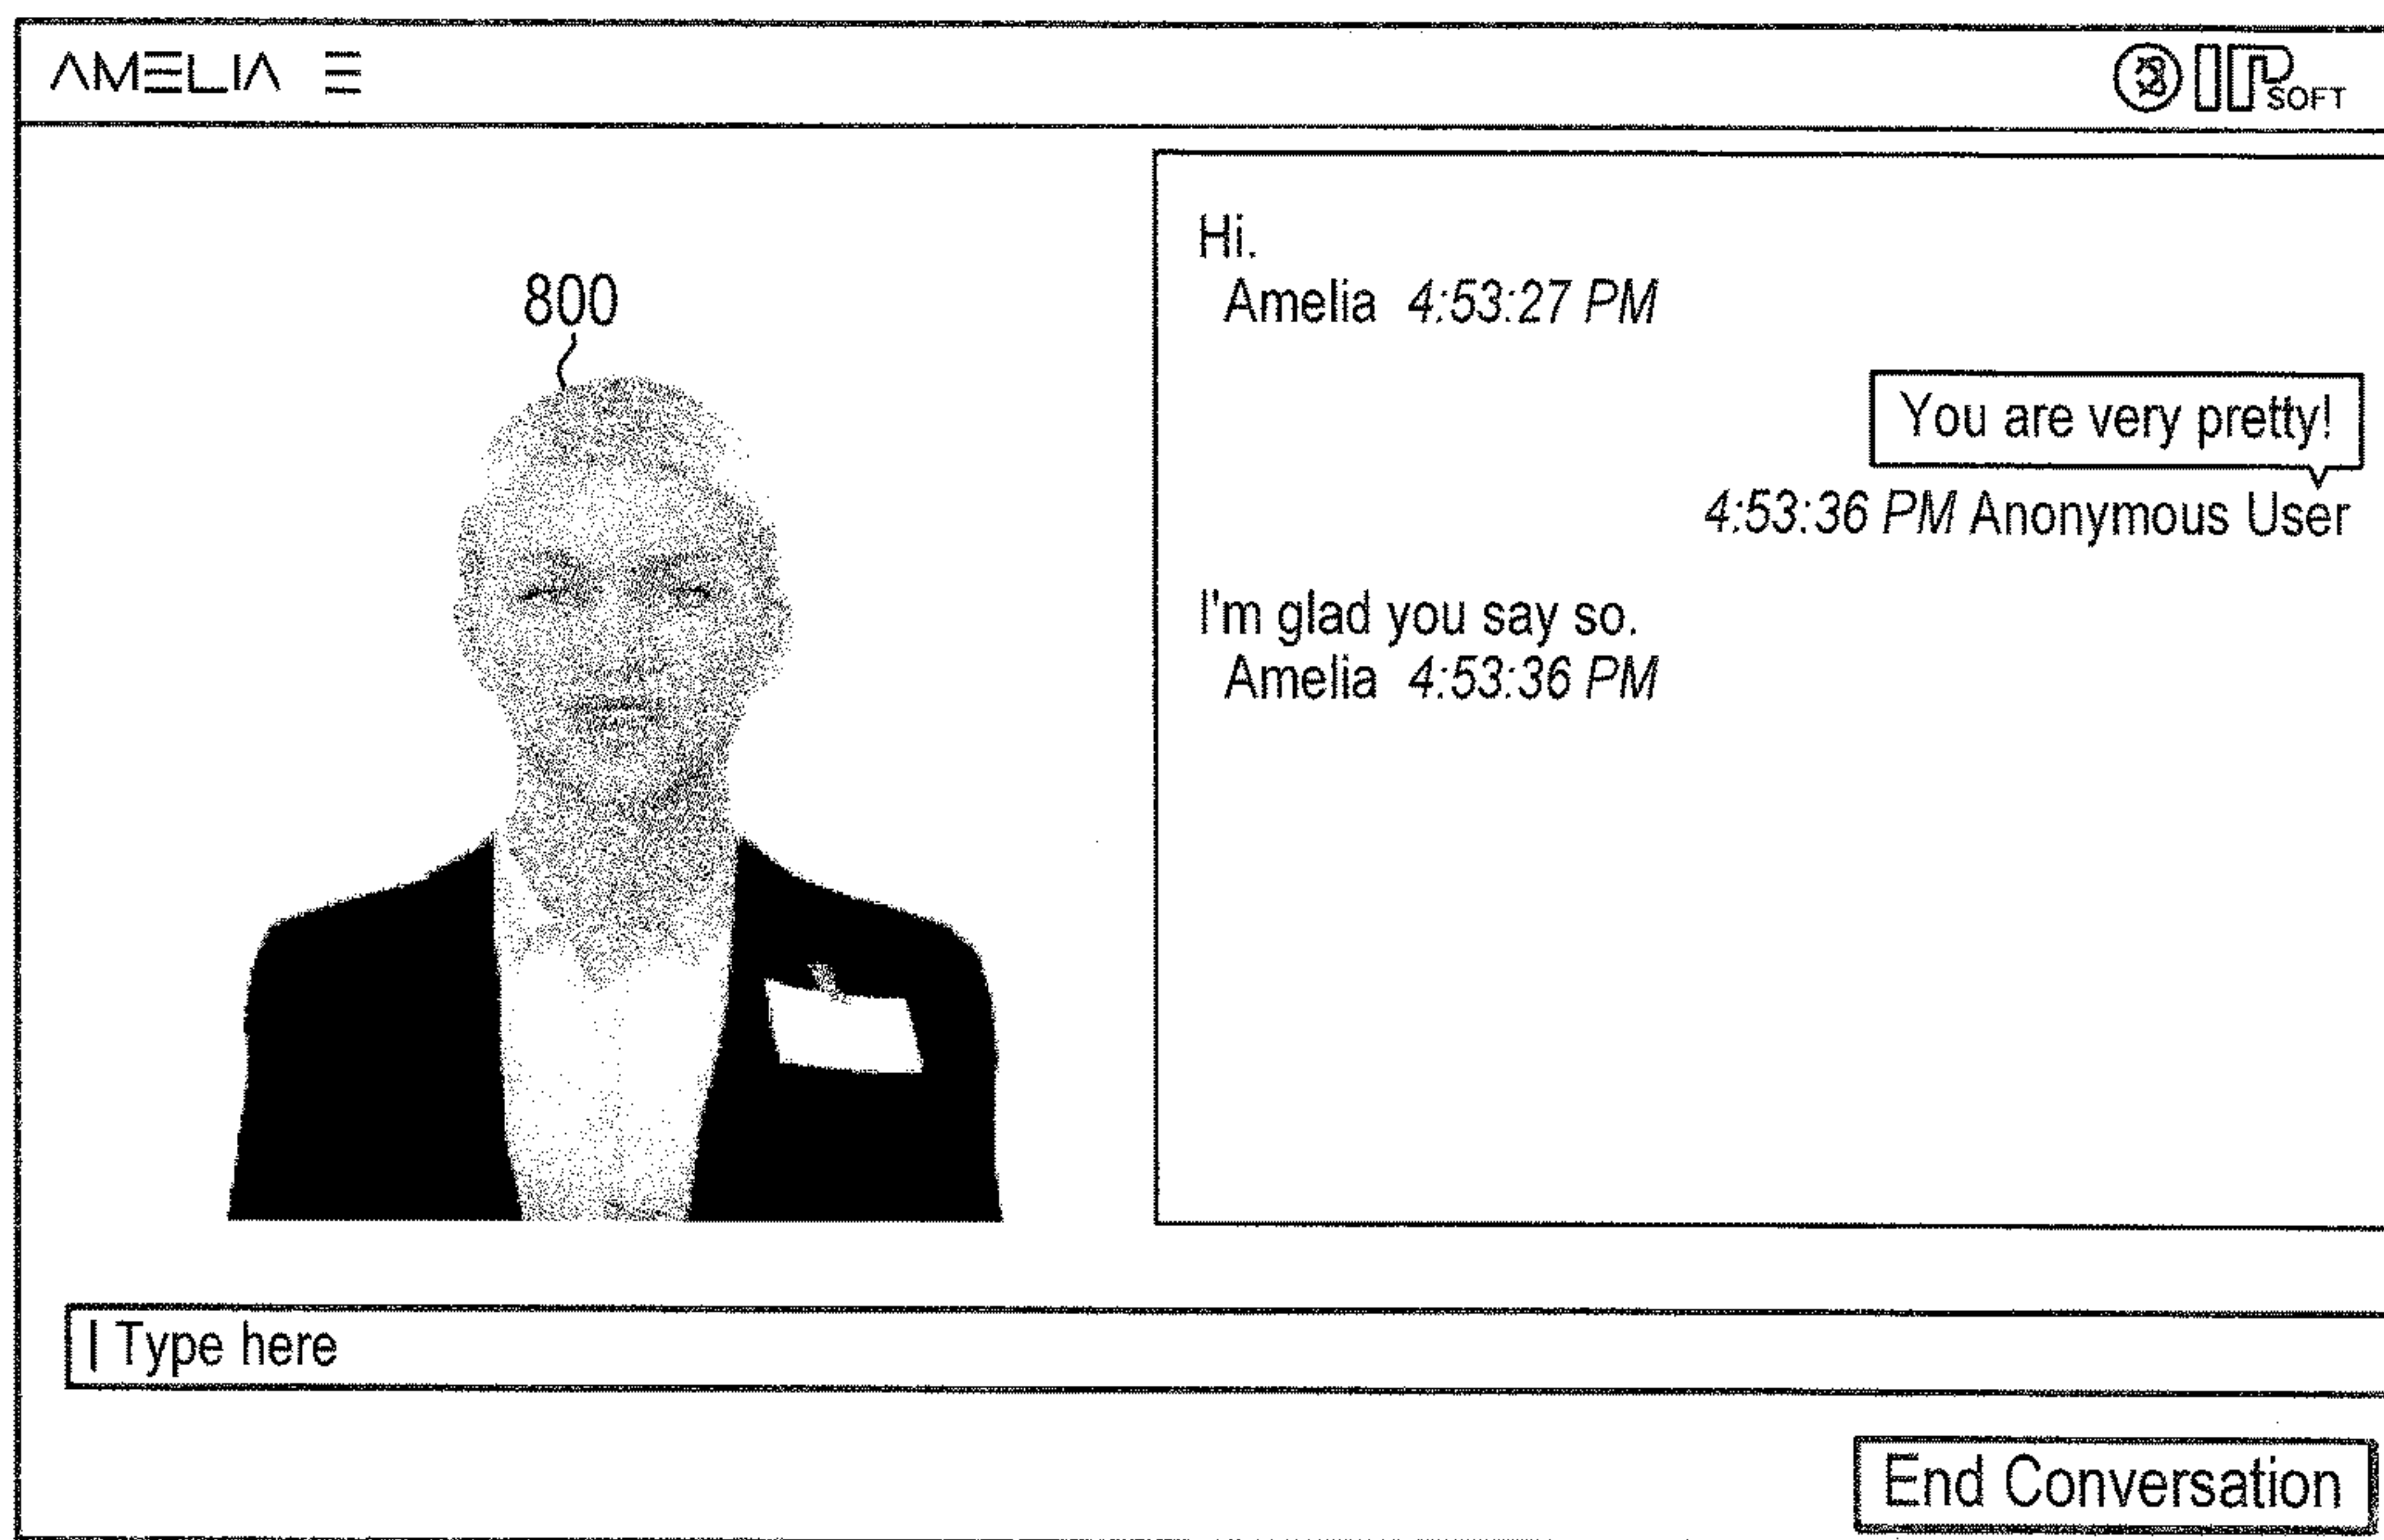 AMELIA
IPSOFT
800
Hi.
Amelia 4:53:27 PM
You are very pretty!
4:53:36 PM Anonymous User
I'm glad you say so.
Amelia 4:53:36 PM
Type here
End Conversation